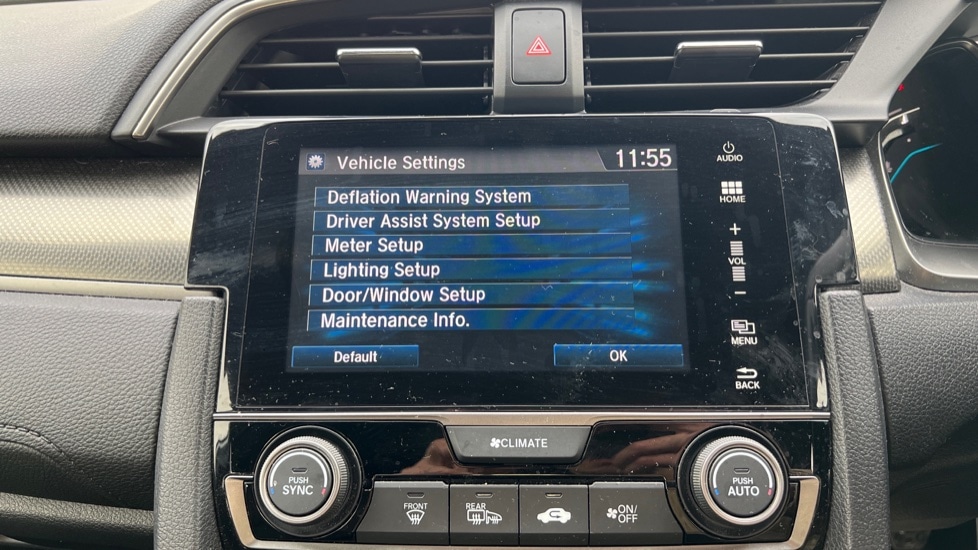 Vehicle Settings 11:55
Deflation Warning System
Driver Assist System Setup
Meter Setup
Lighting Setup
Door/Window Setup
Maintenance Info.
Default OK
AUDIO
HOME
+
VOL
−
MENU
BACK
CLIMATE
PUSH
SYNC
FRONT
REAR
ON/
OFF
PUSH
AUTO